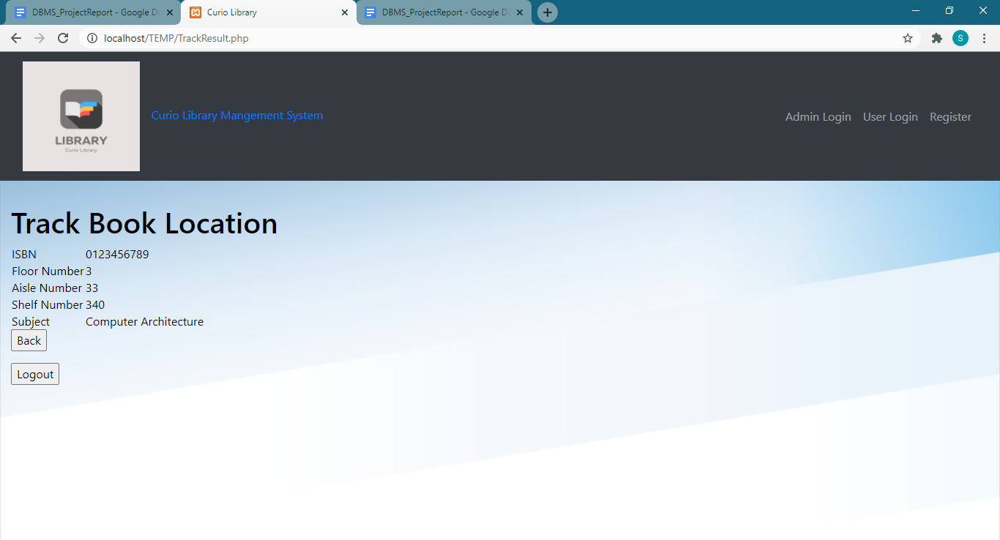 DBMS_ProjectReport - Google D
Curio Library
DBMS_ProjectReport - Google D
localhost/TEMP/TrackResult.php
S
LIBRARY
Curio Library
Curio Library Mangement System
Admin Login User Login Register
Track Book Location
ISBN 0123456789
Floor Number 3
Aisle Number 33
Shelf Number 340
Subject Computer Architecture
Back
Logout